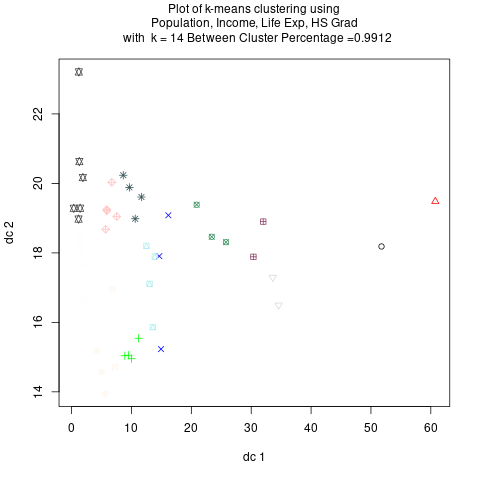 Plot of k-means clustering using
Population, Income, Life Exp, HS Grad
with k = 14 Between Cluster Percentage =0.9912
22
20
18
16
14
dc 2
0 10 20 30 40 50 60
dc 1